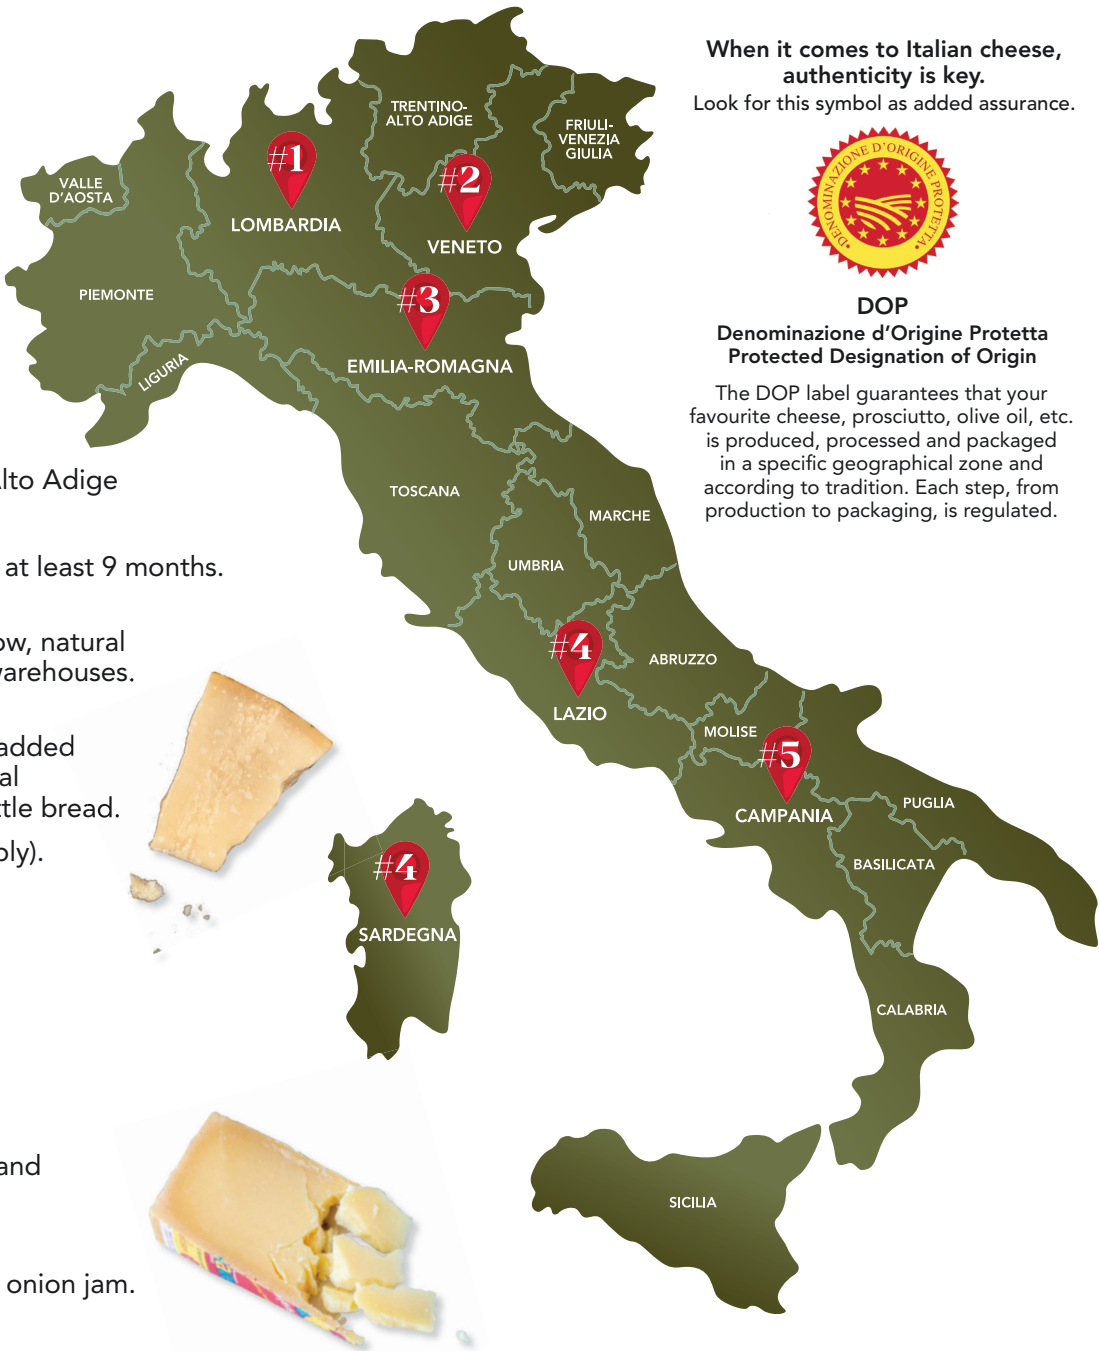 When it comes to Italian cheese,
authenticity is key.
Look for this symbol as added assurance.
DENOMINAZIONE D'ORIGINE PROTETTA
DOP
Denominazione d'Origine Protetta
Protected Designation of Origin
The DOP label guarantees that your
favourite cheese, prosciutto, olive oil, etc.
is produced, processed and packaged
in a specific geographical zone and
according to tradition. Each step, from
production to packaging, is regulated.
TRENTINO-
ALTO ADIGE
FRIULI-
VENEZIA
GIULIA
#1
#2
VALLE
D'AOSTA
LOMBARDIA
VENETO
PIEMONTE
#3
LIGURIA
EMILIA-ROMAGNA
TOSCANA
MARCHE
UMBRIA
#4
ABRUZZO
LAZIO
MOLISE
#5
CAMPANIA
PUGLIA
BASILICATA
#4
SARDEGNA
CALABRIA
SICILIA
Alto Adige
at least 9 months.
ow, natural
warehouses.
added
al
ttle bread.
oly).
and
onion jam.